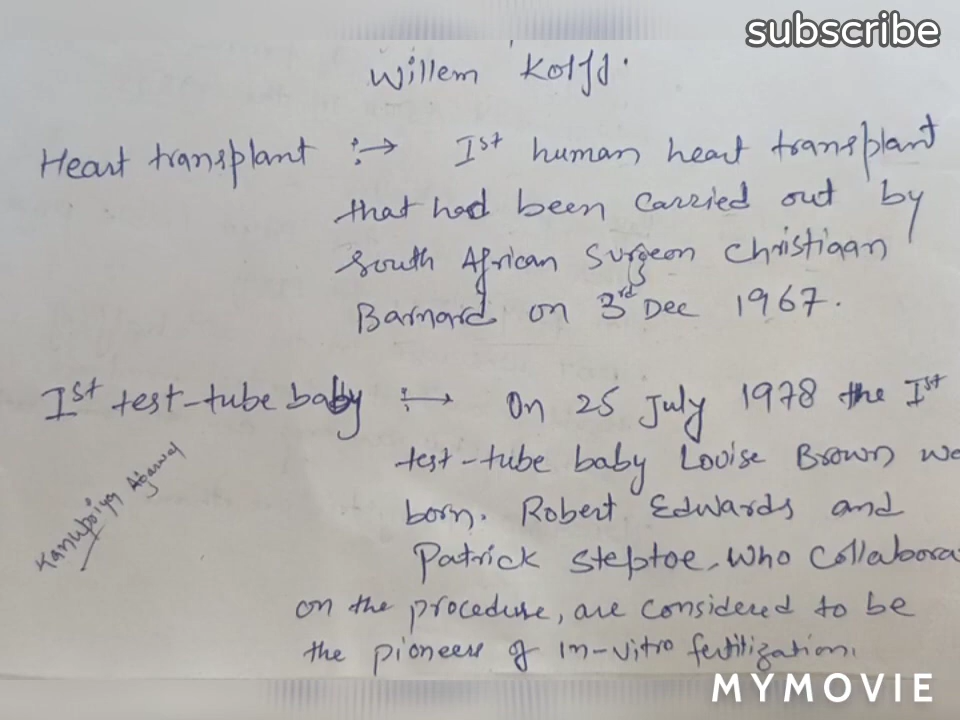 subscribe
Willem Kolff.
Heart transplant :→ Ist human heart transplant
that had been carried out by
South African Surgeon Christiaan
Barnard on 3rd Dec 1967.
Ist test-tube baby :→ On 25 July 1978 the Ist
test-tube baby Louise Brown wa
born. Robert Edwards and
Patrick Steptoe, who collabora
on the procedure, are considered to be
the pioneers of in-vitro fertilization.
Kanupriya Agarwal
MYMOVIE